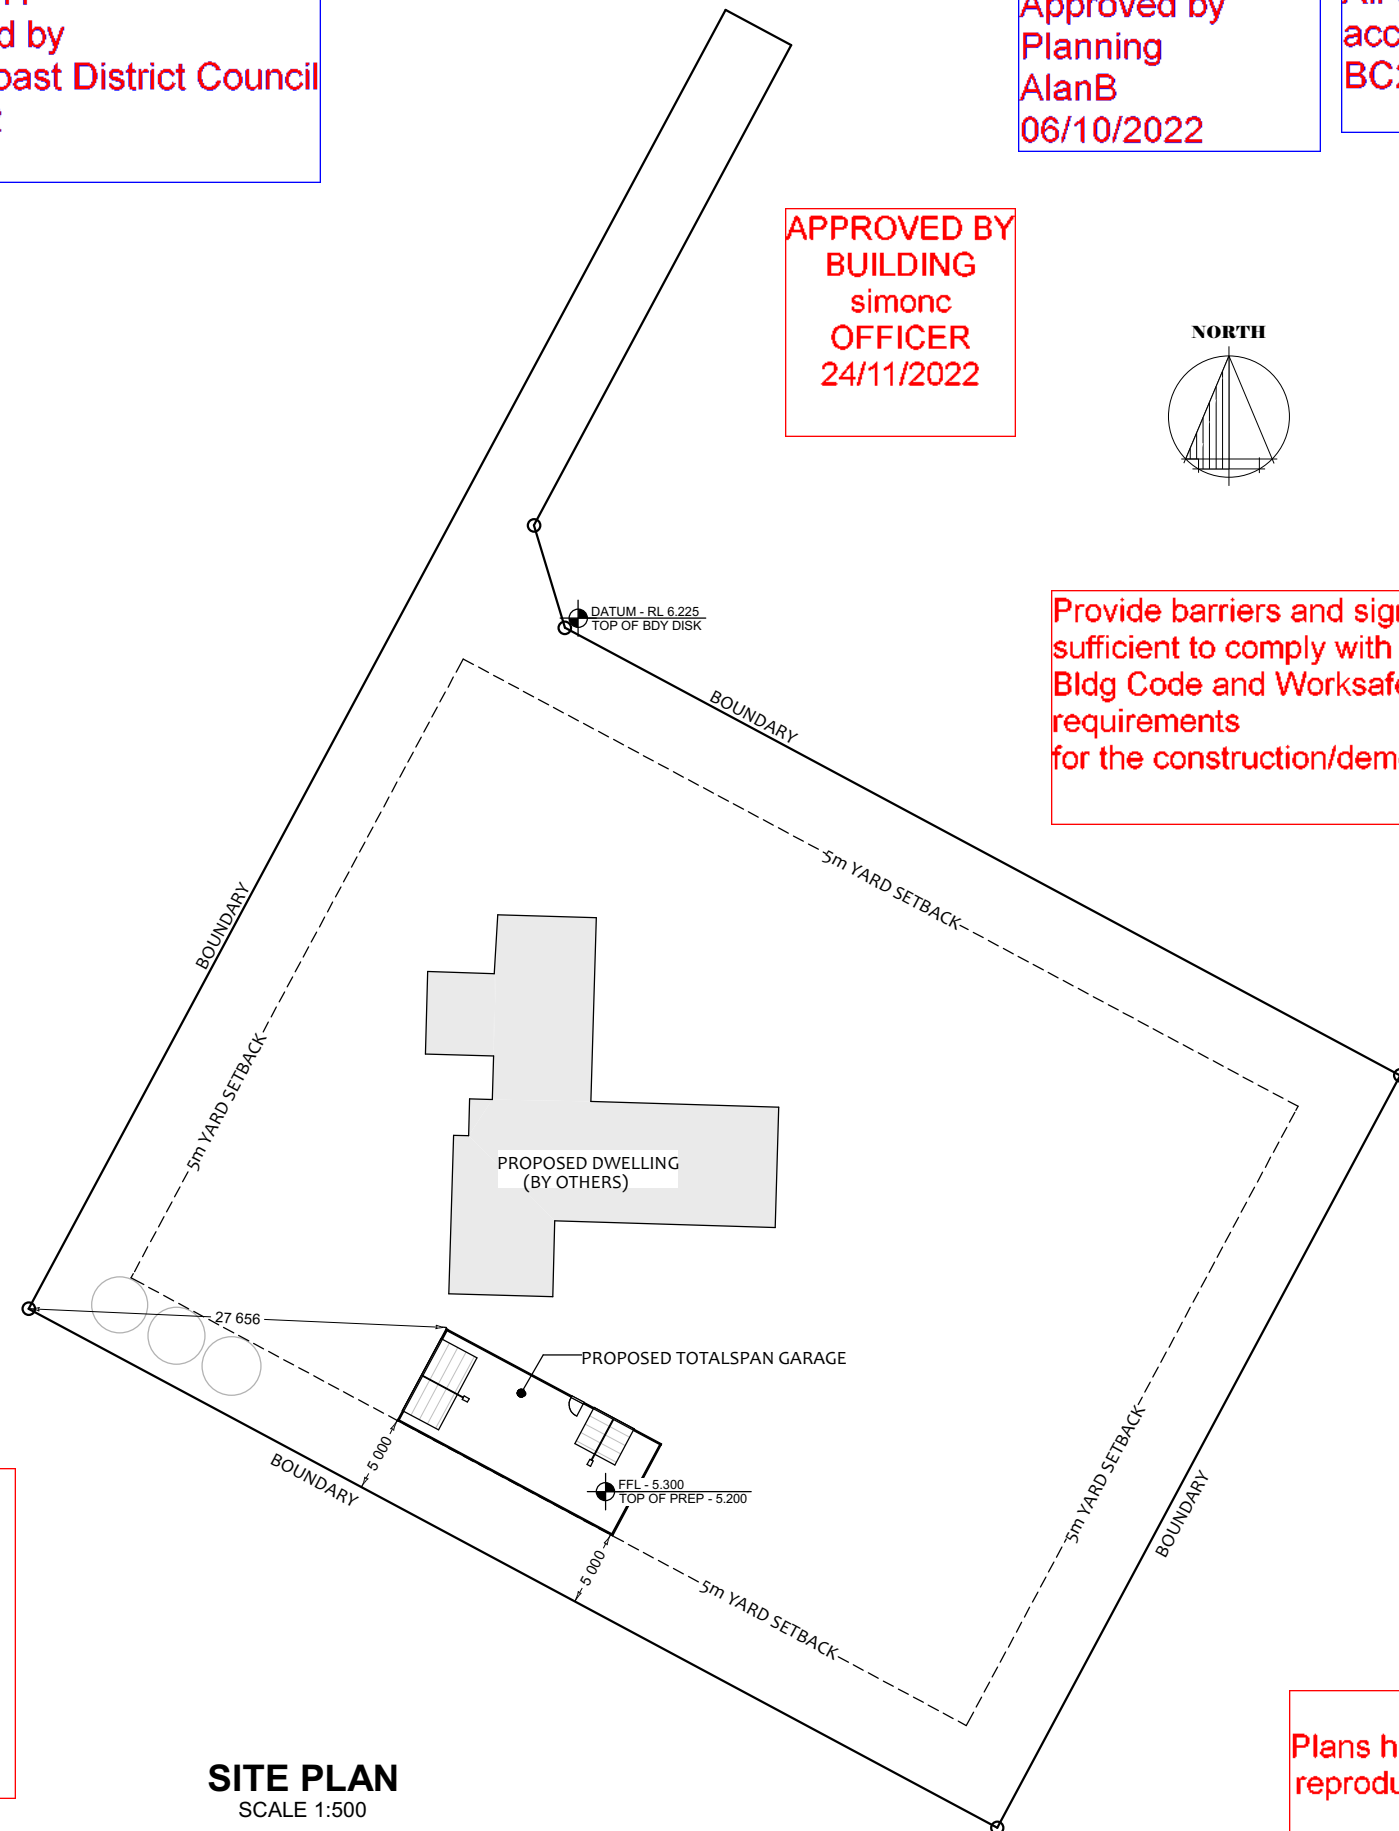 d by
oast District Council
Approved by
Planning
AlanB
06/10/2022
acc
BC2
APPROVED BY
BUILDING
simonc
OFFICER
24/11/2022
NORTH
DATUM - RL 6.225
TOP OF BDY DISK
Provide barriers and sign
sufficient to comply with
Bldg Code and Worksafe
requirements
for the construction/dem
BOUNDARY
5m YARD SETBACK
BOUNDARY
5m YARD SETBACK
PROPOSED DWELLING
(BY OTHERS)
27 656
PROPOSED TOTALSPAN GARAGE
5 000
BOUNDARY
FFL - 5.300
TOP OF PREP - 5.200
5 000
5m YARD SETBACK
5m YARD SETBACK
BOUNDARY
Plans h
reprodu
SITE PLAN
SCALE 1:500